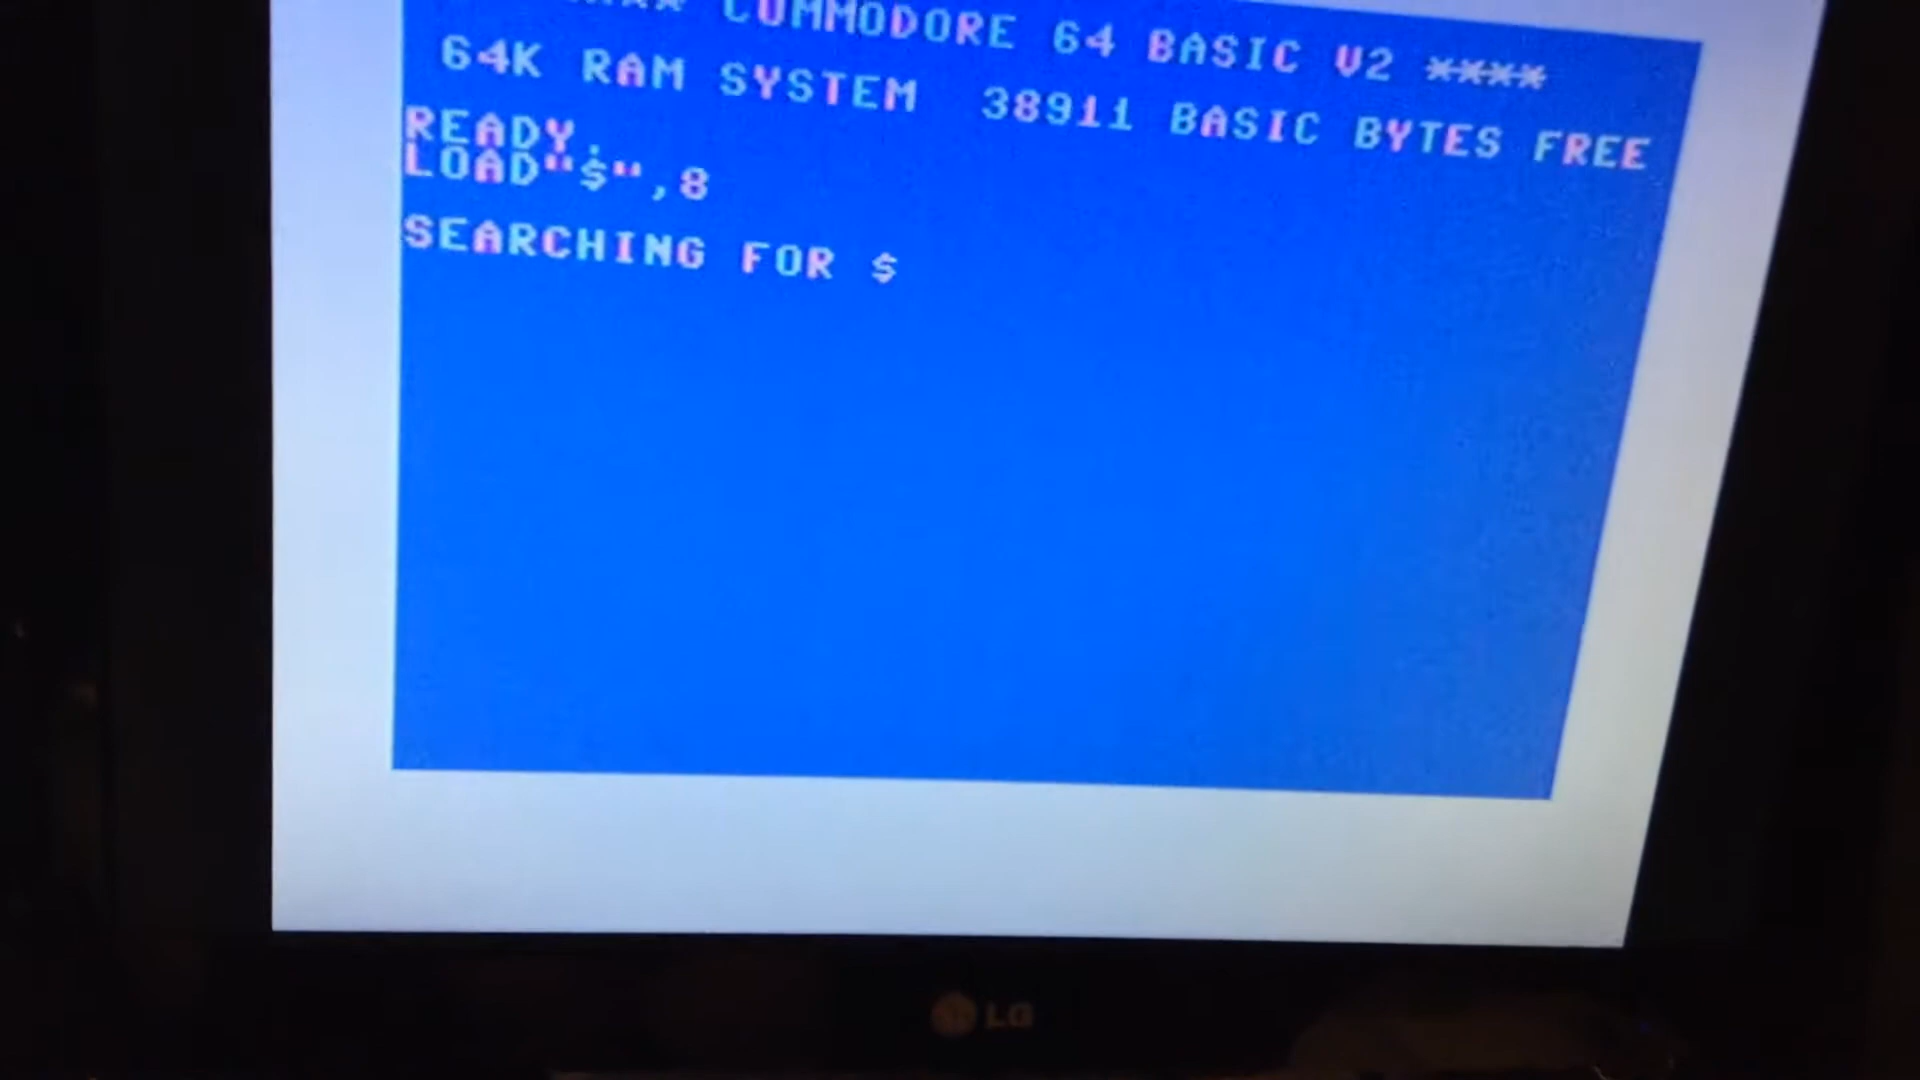 **** COMMODORE 64 BASIC V2 ****
64K RAM SYSTEM  38911 BASIC BYTES FREE
READY.
LOAD"$",8
SEARCHING FOR $
LG